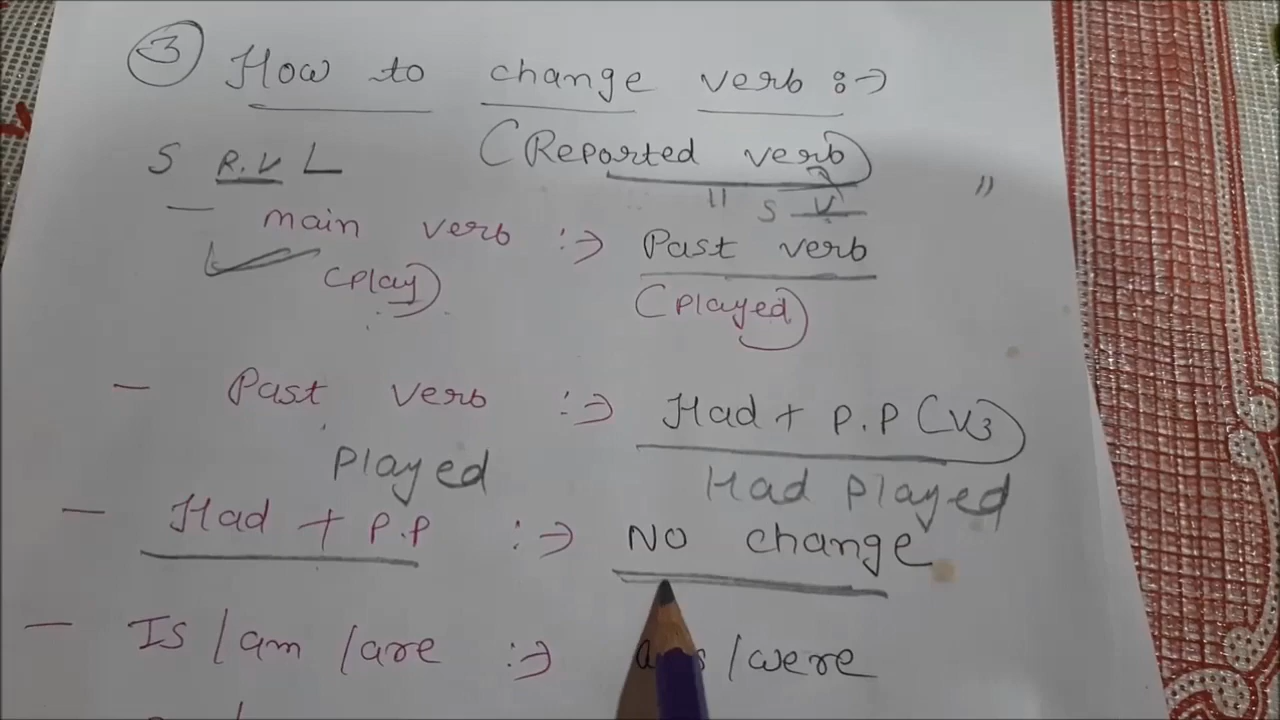 3 How to change verb :→
(Reported verb)
S R.V L " S V "
— main verb :→ Past verb
(play) (played)
— Past verb :→ Had + P.P (V3)
played Had played
— Had + P.P :→ No change
— Is / am / are :→ /were